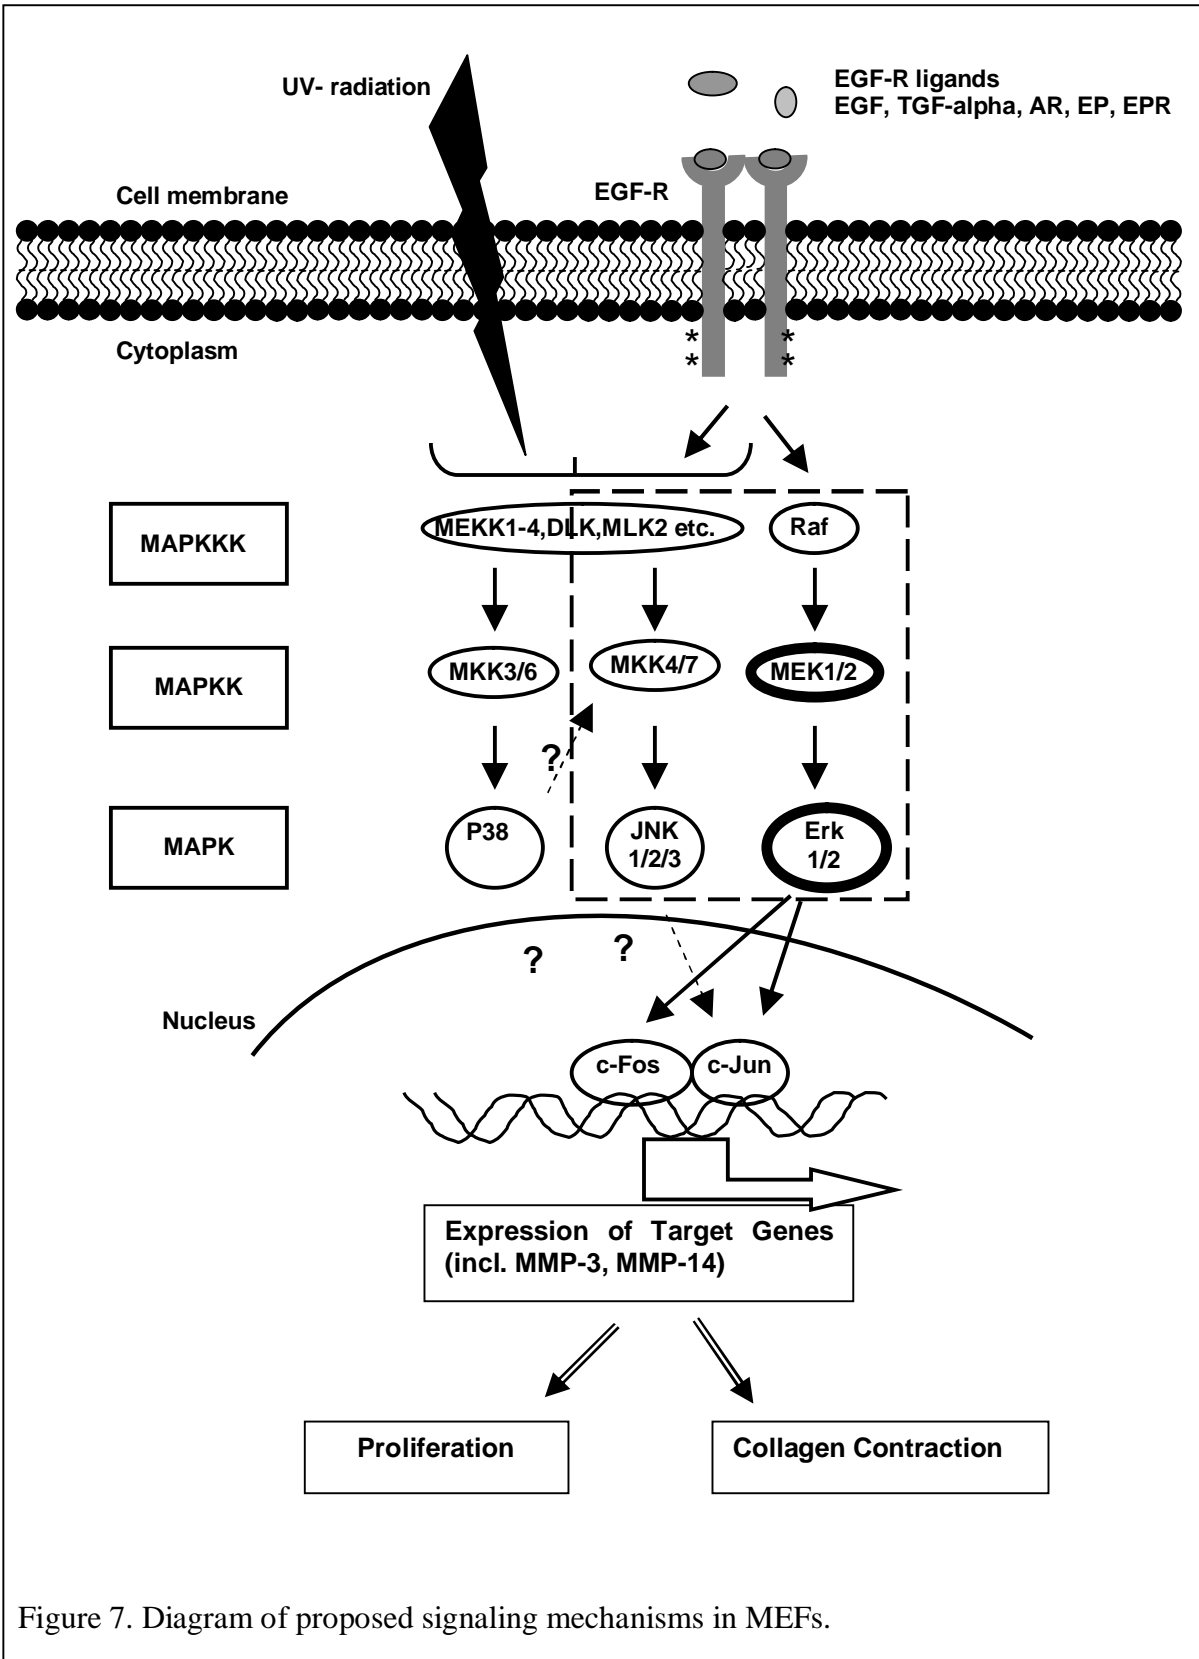 UV- radiation
EGF-R ligands
EGF, TGF-alpha, AR, EP, EPR
Cell membrane
EGF-R
Cytoplasm
* *
* *
MAPKKK
MEKK1-4,DLK,MLK2 etc.
Raf
MAPKK
MKK3/6
MKK4/7
MEK1/2
?
MAPK
P38
JNK
1/2/3
Erk
1/2
?
?
Nucleus
c-Fos
c-Jun
Expression of Target Genes
(incl. MMP-3, MMP-14)
Proliferation
Collagen Contraction
Figure 7. Diagram of proposed signaling mechanisms in MEFs.